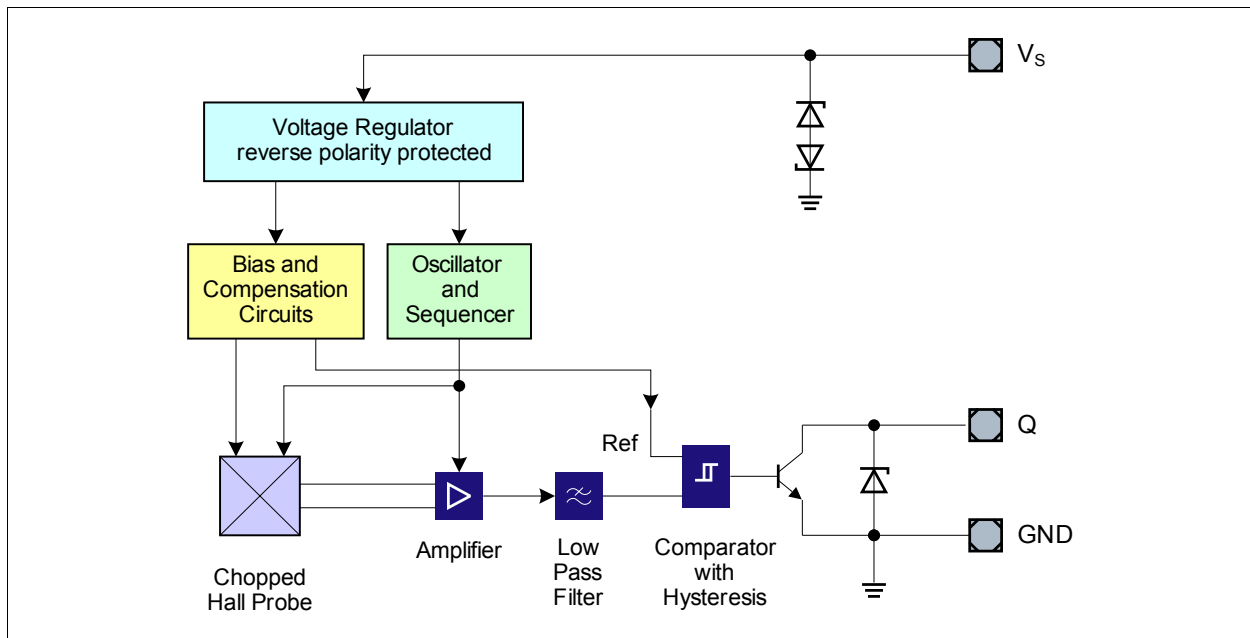 V_S
Voltage Regulator
reverse polarity protected
Bias and
Compensation
Circuits
Oscillator
and
Sequencer
Ref
Q
GND
Amplifier
Low
Pass
Filter
Comparator
with
Hysteresis
Chopped
Hall Probe